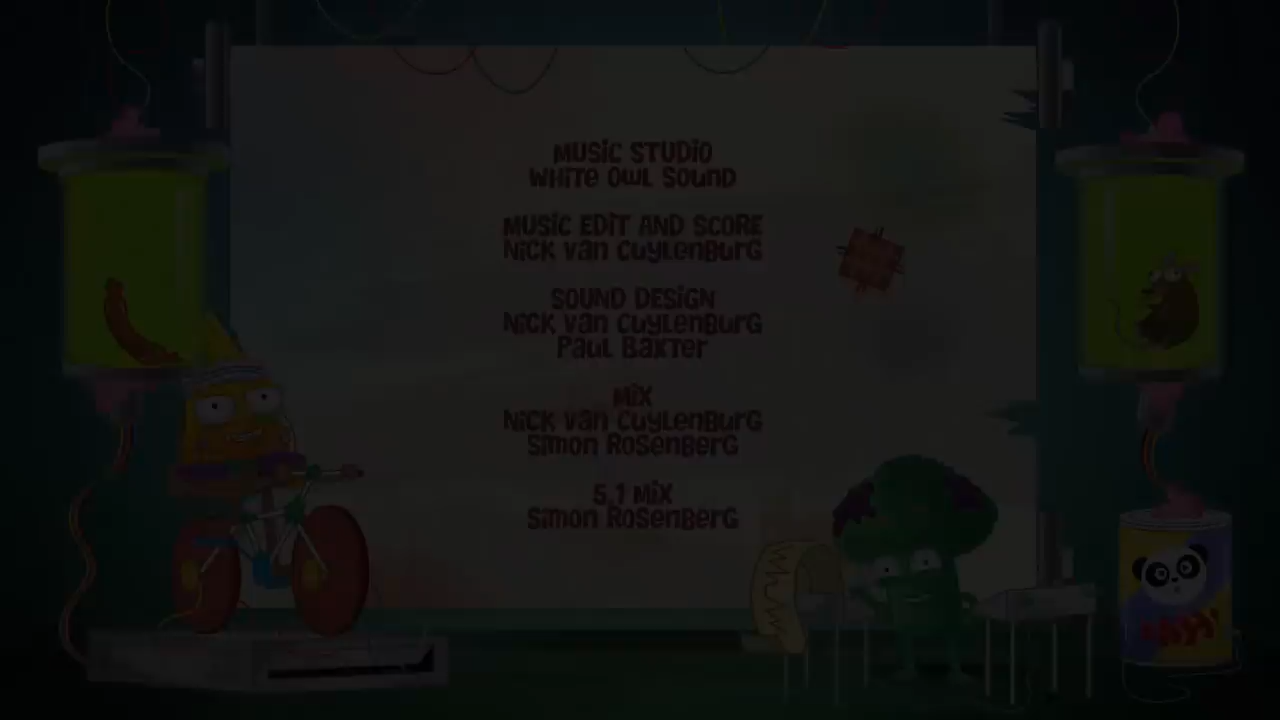 MUSIC STUDIO
WHITE OWL SOUND
MUSIC EDIT AND SCORE
NICK VAN CUYLENBURG
SOUND DESIGN
NICK VAN CUYLENBURG
PAUL BAXTER
MIX
NICK VAN CUYLENBURG
SIMON ROSENBERG
5.1 MIX
SIMON ROSENBERG